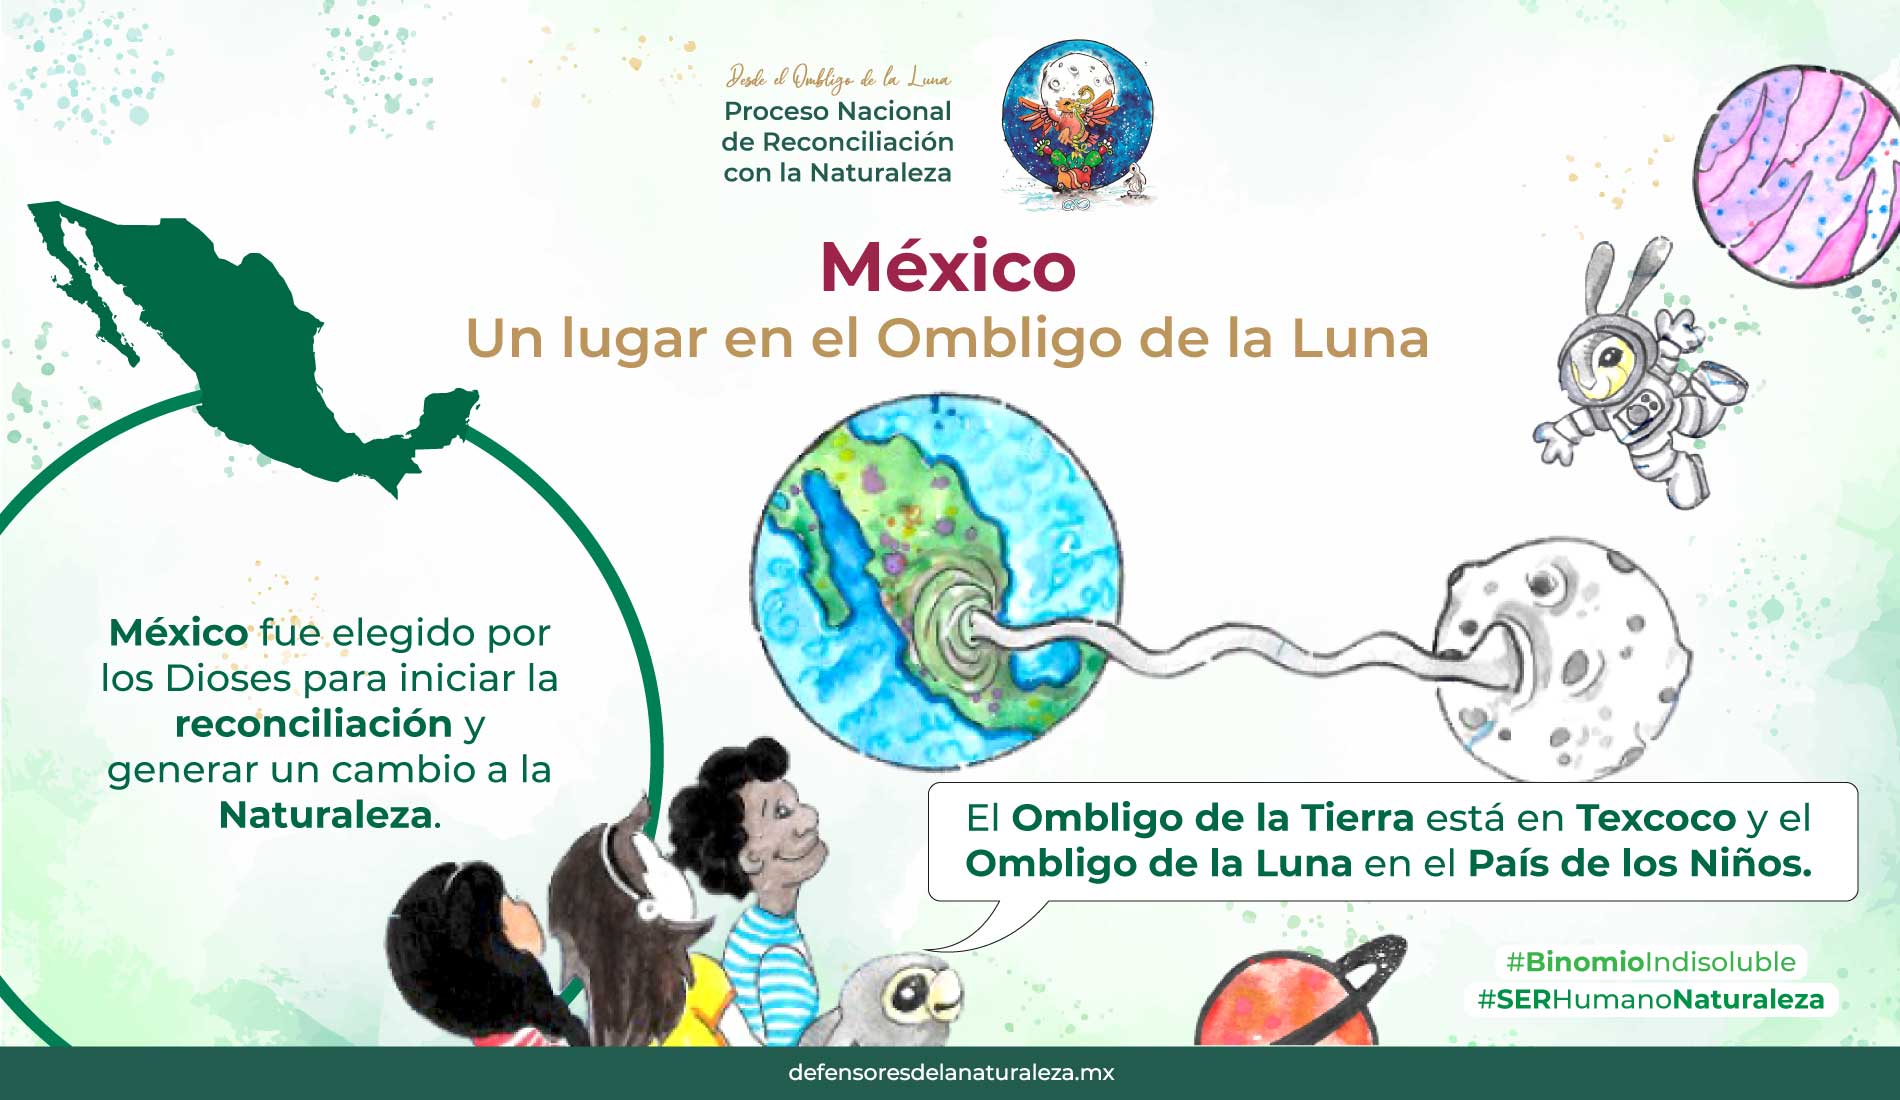 Desde el Ombligo de la Luna
Proceso Nacional
de Reconciliación
con la Naturaleza
México
Un lugar en el Ombligo de la Luna
México fue elegido por
los Dioses para iniciar la
reconciliación y
generar un cambio a la
Naturaleza.
El Ombligo de la Tierra está en Texcoco y el
Ombligo de la Luna en el País de los Niños.
#BinomioIndisoluble
#SERHumanoNaturaleza
defensoresdelanaturaleza.mx